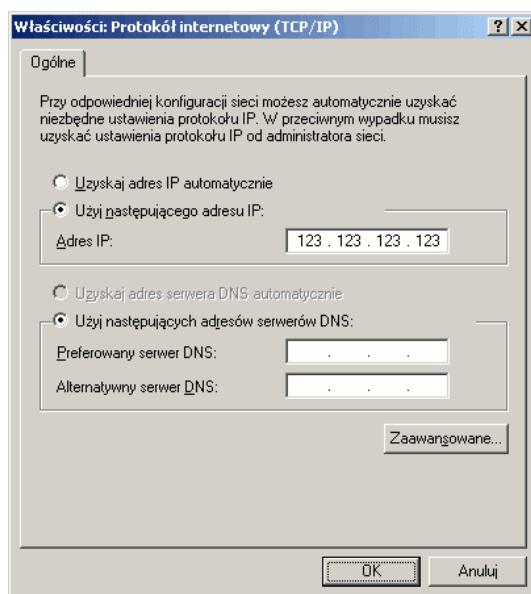 Właściwości: Protokół internetowy (TCP/IP)
Ogólne
Przy odpowiedniej konfiguracji sieci możesz automatycznie uzyskać
niezbędne ustawienia protokołu IP. W przeciwnym wypadku musisz
uzyskać ustawienia protokołu IP od administratora sieci.
Uzyskaj adres IP automatycznie
Użyj następującego adresu IP:
Adres IP: 123 . 123 . 123 . 123
Uzyskaj adres serwera DNS automatycznie
Użyj następujących adresów serwerów DNS:
Preferowany serwer DNS: . . .
Alternatywny serwer DNS: . . .
Zaawansowane...
OK Anuluj